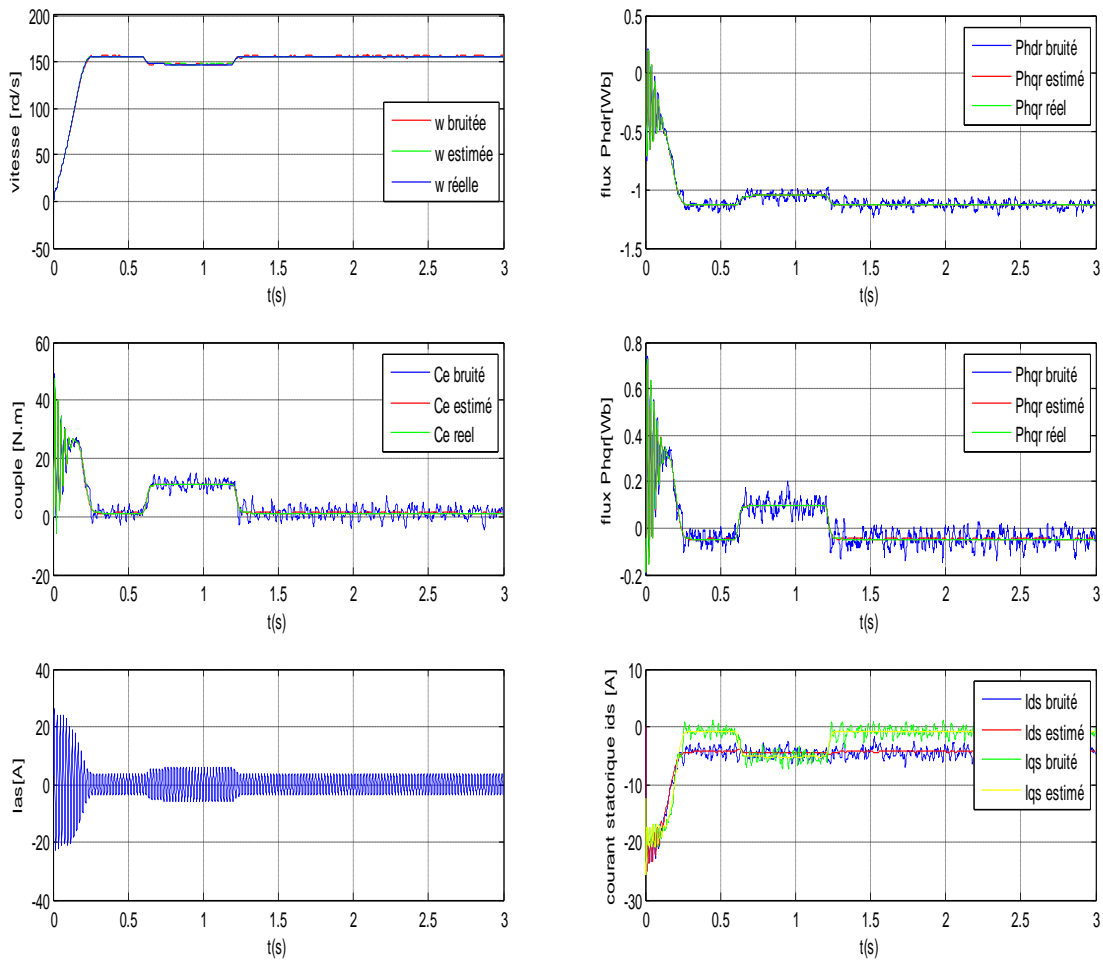 200
150
100
50
0
-50
vitesse [rd/s]
w bruitée
w estimée
w réelle
0 0.5 1 1.5 2 2.5 3
t(s)
0.5
0
-0.5
-1
-1.5
flux Phdr[Wb]
Phdr bruité
Phqr estimé
Phqr réel
0 0.5 1 1.5 2 2.5 3
t(s)
60
40
20
0
-20
couple [N.m]
Ce bruité
Ce estimé
Ce reel
0 0.5 1 1.5 2 2.5 3
t(s)
0.8
0.6
0.4
0.2
0
-0.2
flux Phqr[Wb]
Phqr bruité
Phqr estimé
Phqr réel
0 0.5 1 1.5 2 2.5 3
t(s)
40
20
0
-20
-40
Ias[A]
0 0.5 1 1.5 2 2.5 3
t(s)
10
0
-10
-20
-30
courant statorique ids [A]
Ids bruité
Ids estimé
Iqs bruité
Iqs estimé
0 0.5 1 1.5 2 2.5 3
t(s)